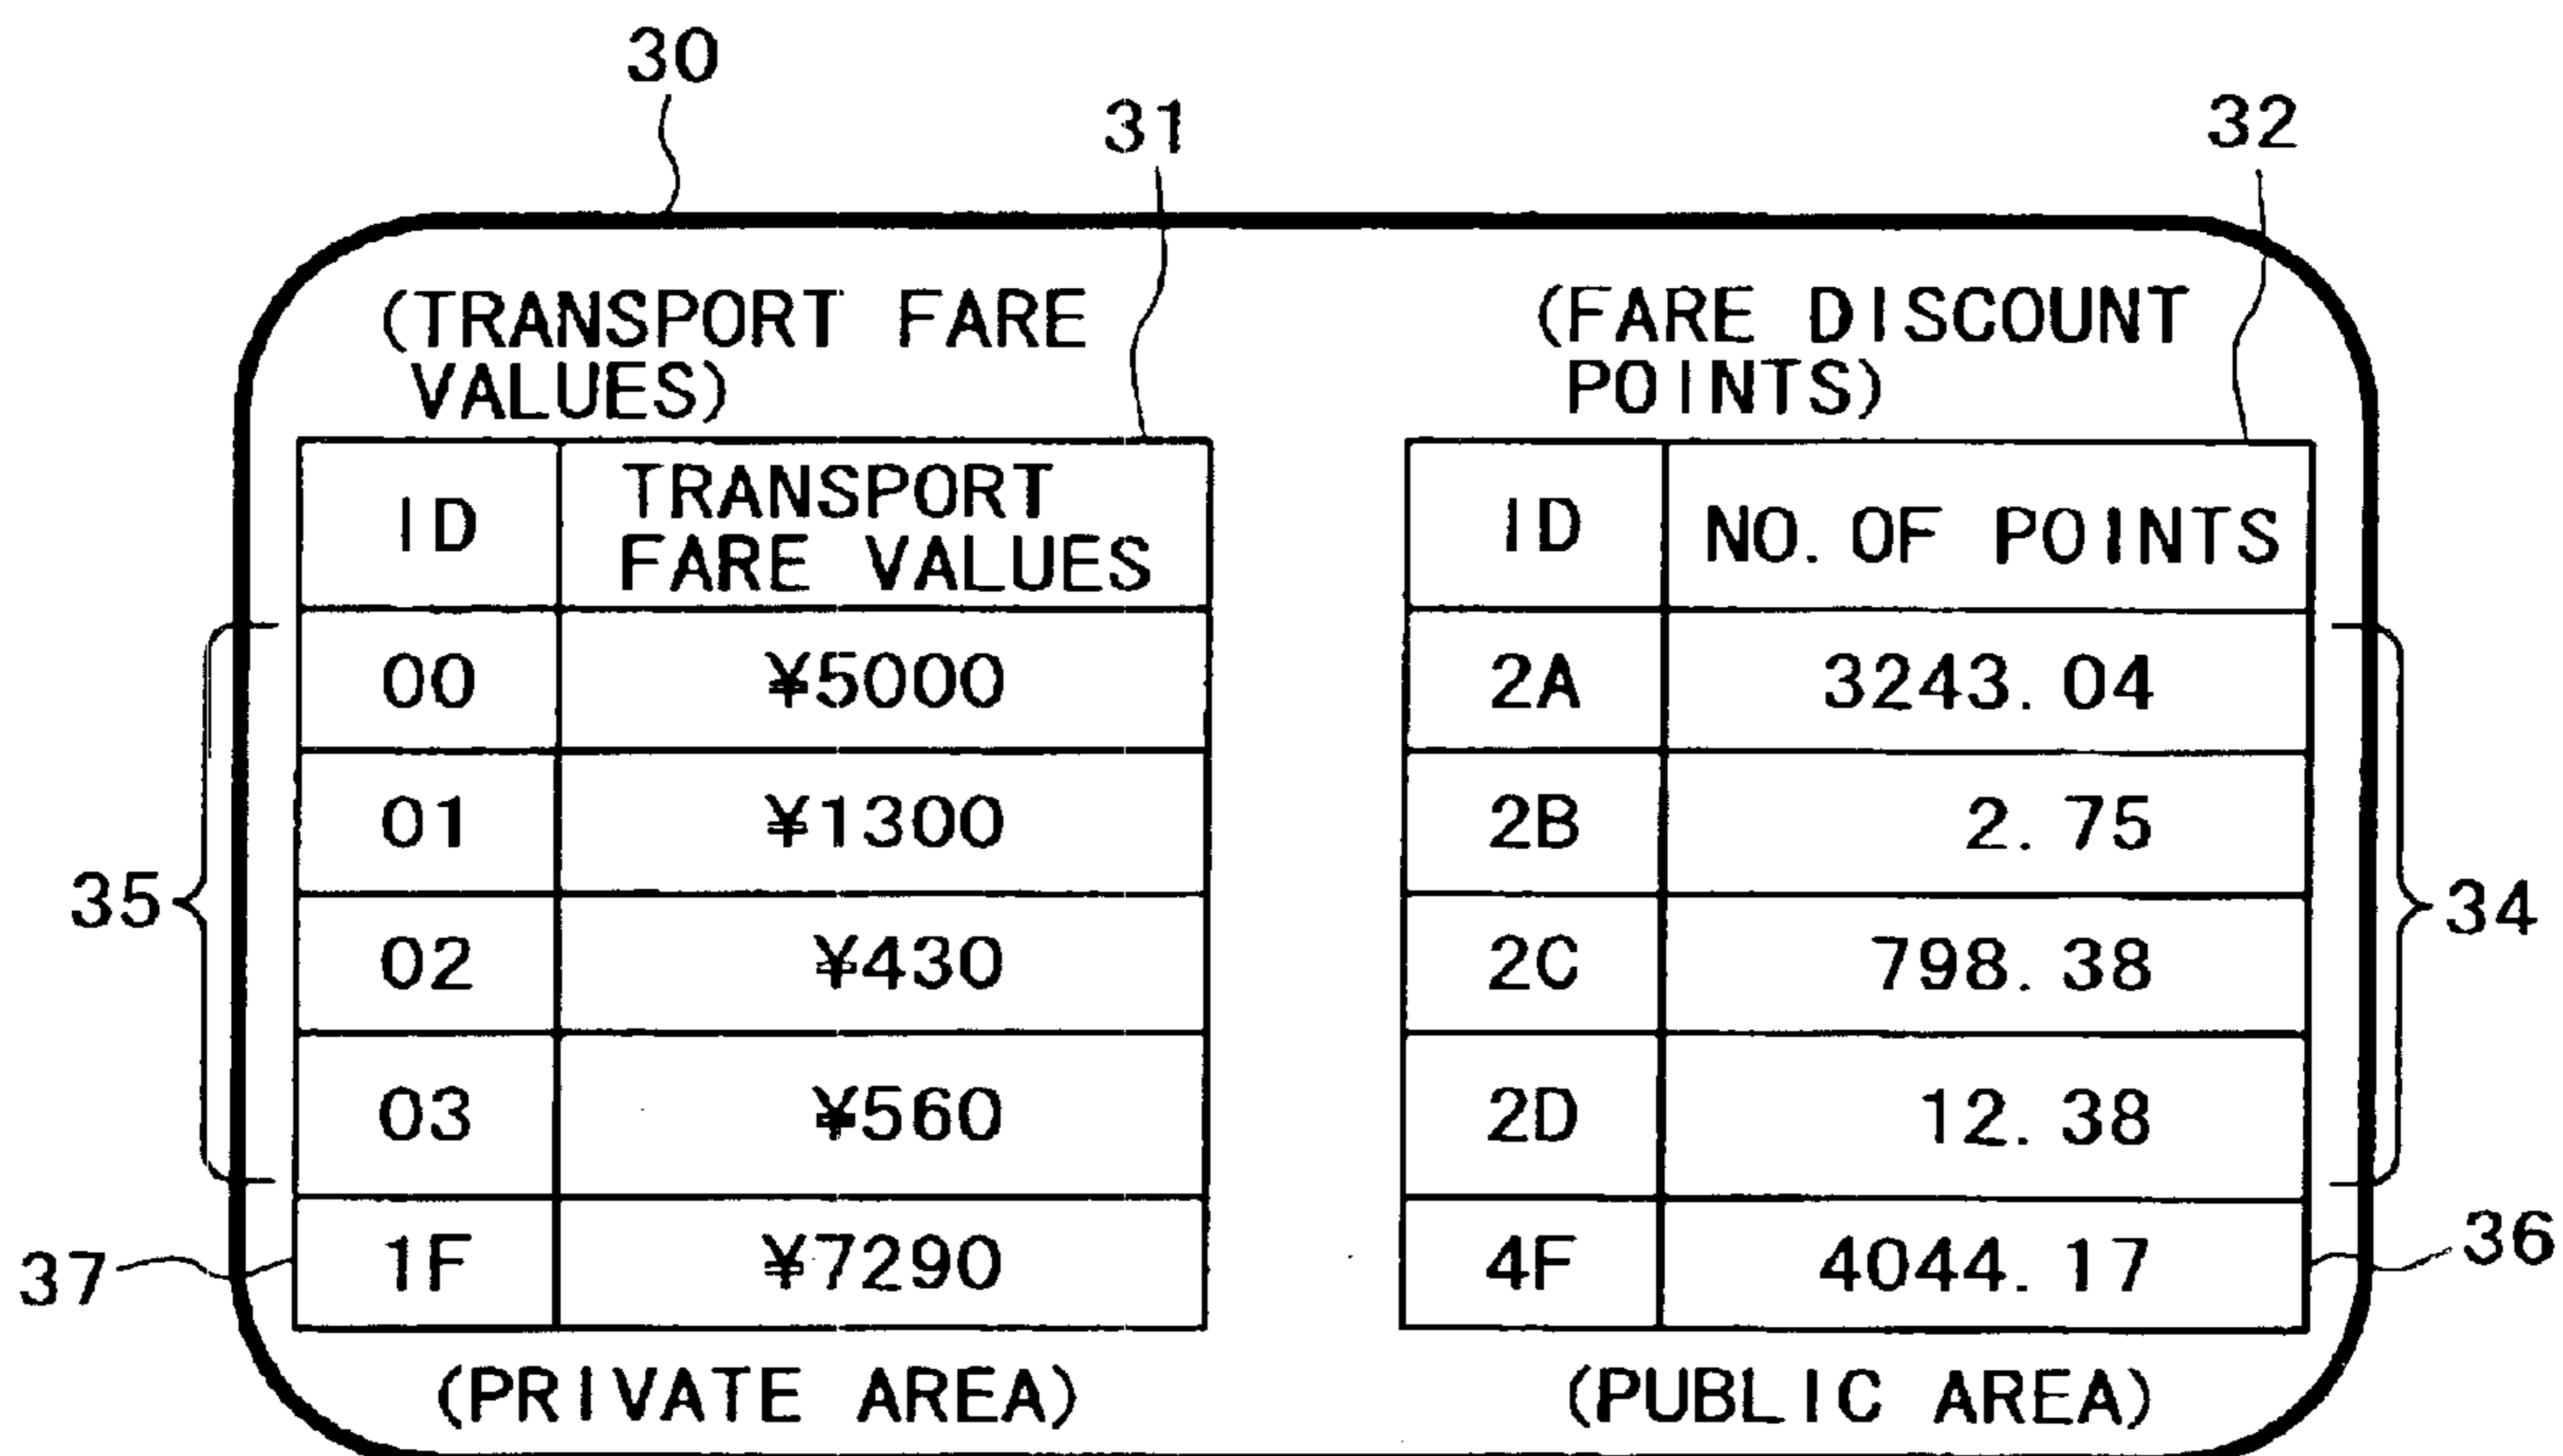 30
31
32
(TRANSPORT FARE
VALUES)
(FARE DISCOUNT
POINTS)
ID
TRANSPORT
FARE VALUES
ID
NO. OF POINTS
00 ¥5000
2A 3243.04
01 ¥1300
2B 2.75
35
02 ¥430
2C 798.38
34
03 ¥560
2D 12.38
37
1F ¥7290
4F 4044.17
36
(PRIVATE AREA)
(PUBLIC AREA)